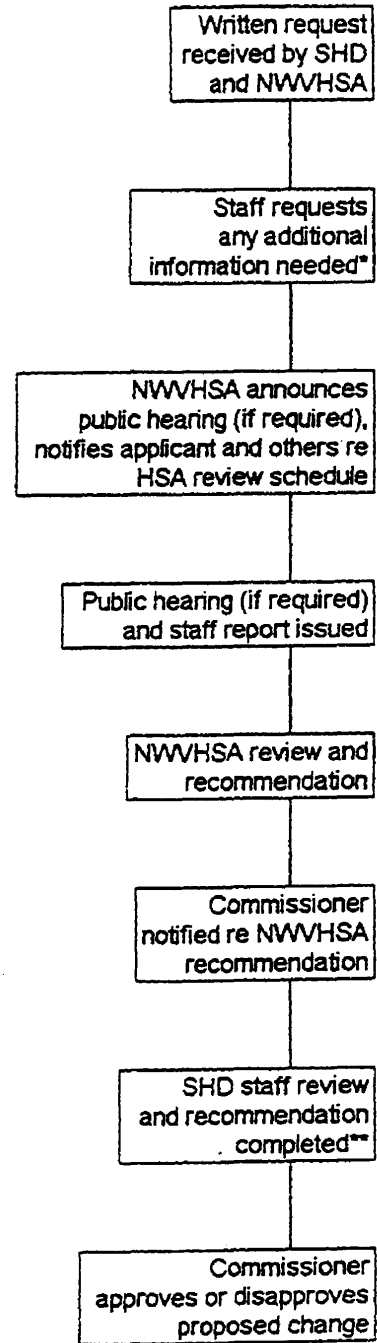 Written request
received by SHD
and NWVHSA
Staff requests
any additional
information needed*
NWVHSA announces
public hearing (if required),
notifies applicant and others re
HSA review schedule
Public hearing (if required)
and staff report issued
NWVHSA review and
recommendation
Commissioner
notified re NWVHSA
recommendation
SHD staff review
and recommendation
completed**
Commissioner
approves or disapproves
proposed change